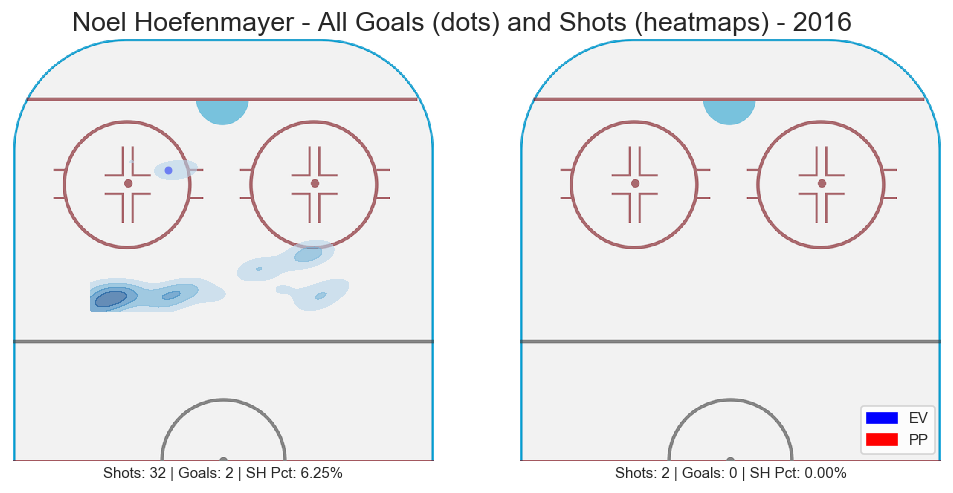 Noel Hoefenmayer - All Goals (dots) and Shots (heatmaps) - 2016
EV
PP
Shots: 32 | Goals: 2 | SH Pct: 6.25%
Shots: 2 | Goals: 0 | SH Pct: 0.00%